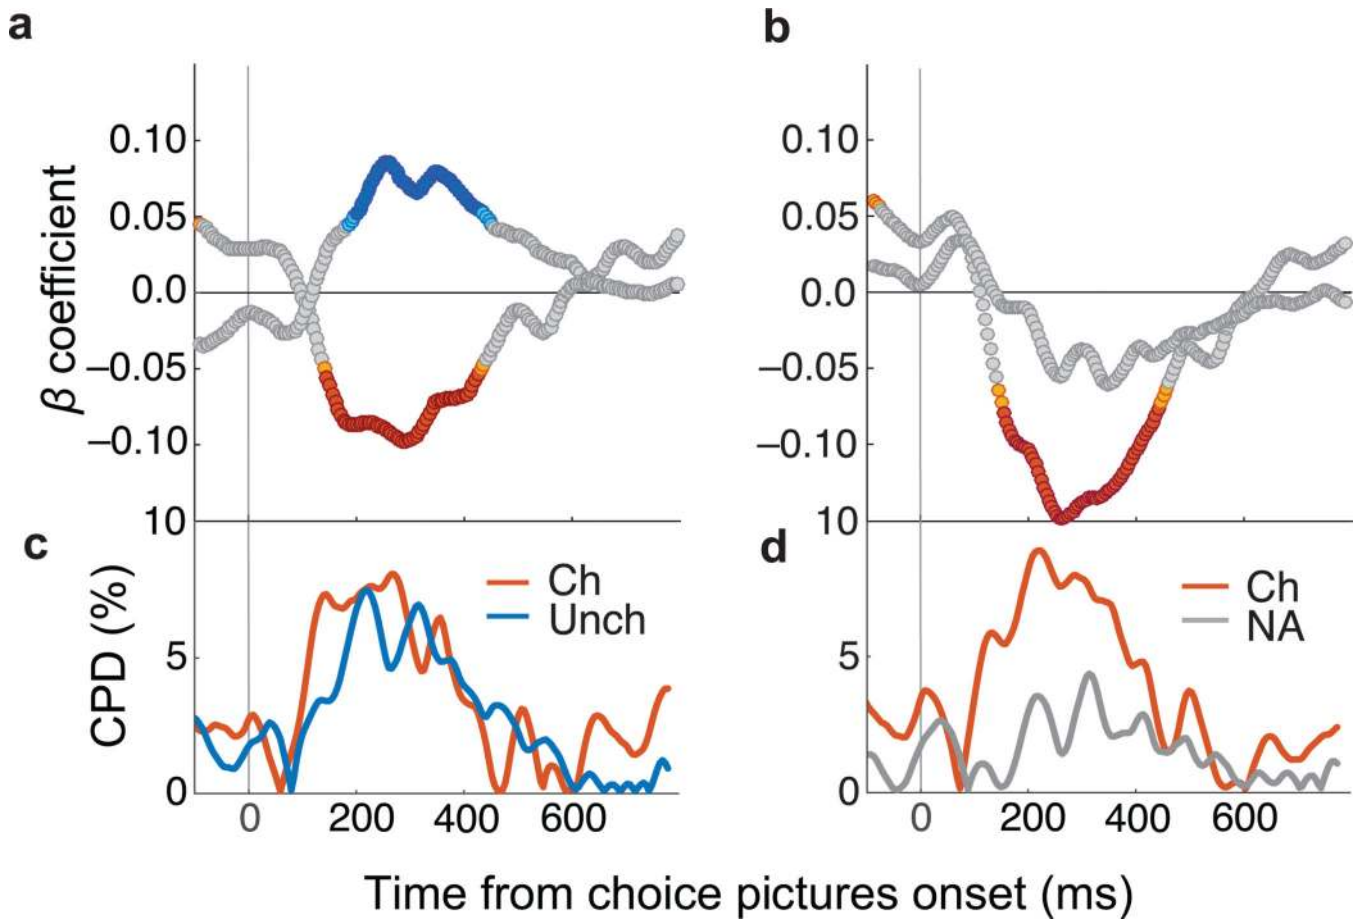 a
b
β coefficient
0.10
0.05
0.0
−0.05
−0.10
10
0.10
0.05
0.0
−0.05
−0.10
10
c
d
CPD (%)
5
0
Ch
Unch
5
0
Ch
NA
0 200 400 600
0 200 400 600
Time from choice pictures onset (ms)